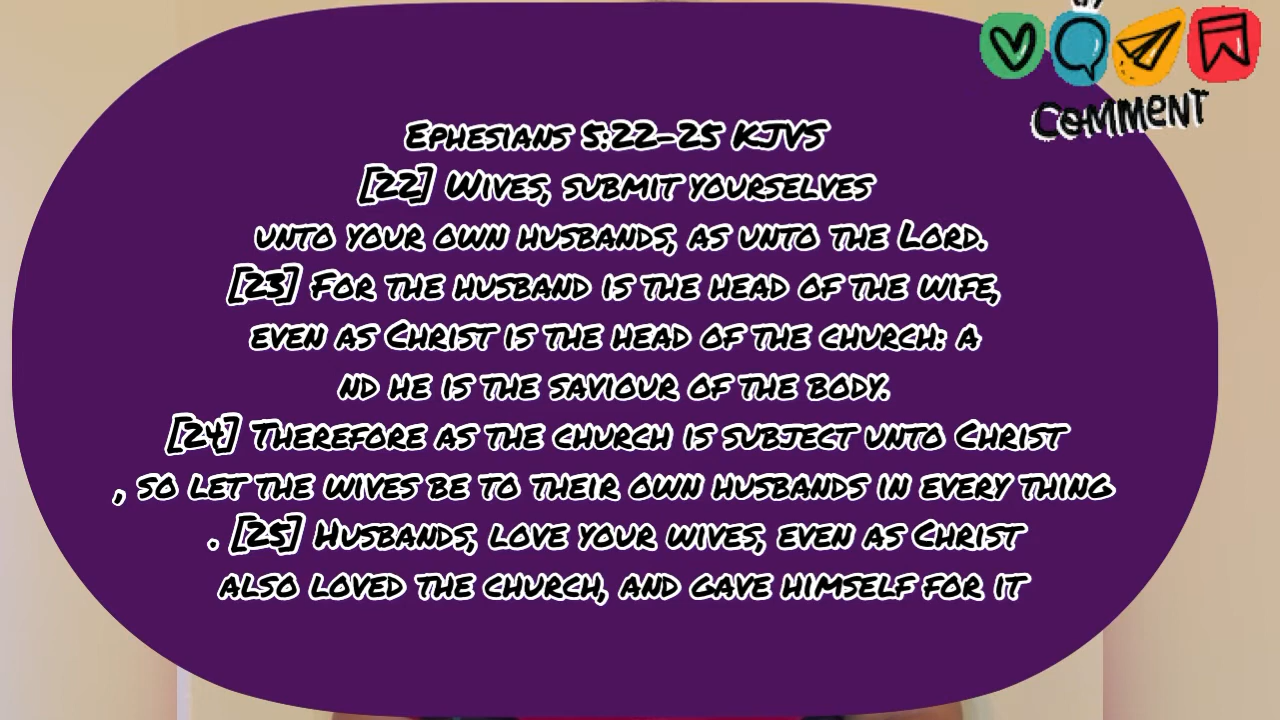 Comment
Ephesians 5:22-25 KJVS
[22] Wives, submit yourselves
unto your own husbands, as unto the Lord.
[23] For the husband is the head of the wife,
even as Christ is the head of the church: a
nd he is the saviour of the body.
[24] Therefore as the church is subject unto Christ
, so let the wives be to their own husbands in every thing
. [25] Husbands, love your wives, even as Christ
also loved the church, and gave himself for it